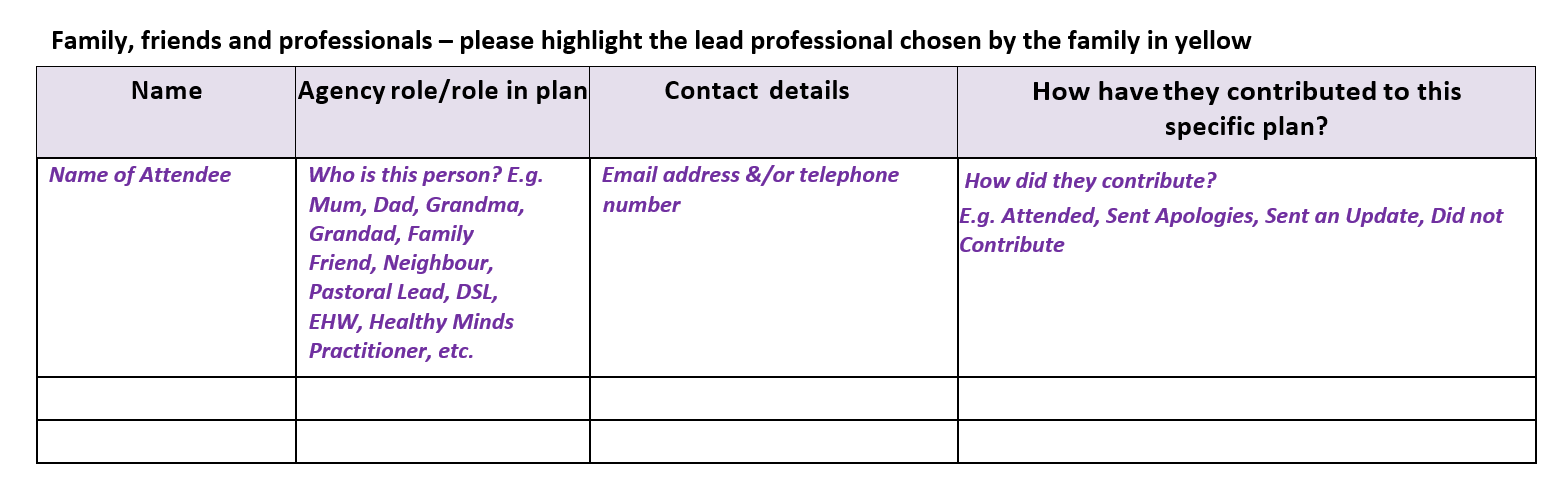 Family, friends and professionals – please highlight the lead professional chosen by the family in yellow
Name
Agency role/role in plan
Contact details
How have they contributed to this
specific plan?
Name of Attendee
Who is this person? E.g.
Mum, Dad, Grandma,
Grandad, Family
Friend, Neighbour,
Pastoral Lead, DSL,
EHW, Healthy Minds
Practitioner, etc.
Email address &/or telephone
number
How did they contribute?
E.g. Attended, Sent Apologies, Sent an Update, Did not
Contribute